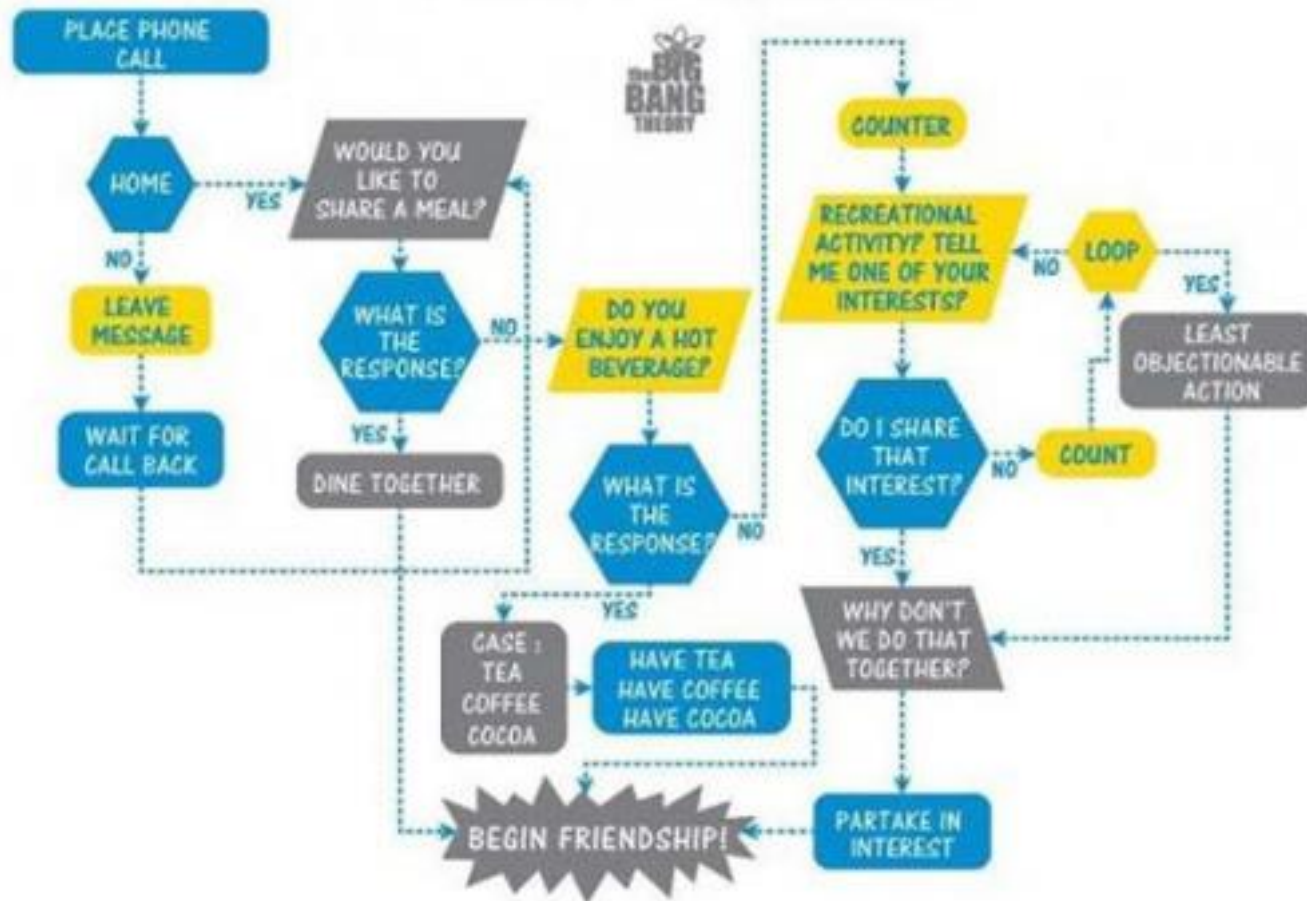 PLACE PHONE
CALL
HOME
YES
NO
LEAVE
MESSAGE
WAIT FOR
CALL BACK
WOULD YOU
LIKE TO
SHARE A MEAL?
WHAT IS
THE
RESPONSE?
NO
YES
DINE TOGETHER
the BIG
BANG
THEORY
DO YOU
ENJOY A HOT
BEVERAGE?
WHAT IS
THE
RESPONSE?
NO
YES
CASE :
TEA
COFFEE
COCOA
HAVE TEA
HAVE COFFEE
HAVE COCOA
COUNTER
RECREATIONAL
ACTIVITY? TELL
ME ONE OF YOUR
INTERESTS?
LOOP
NO
YES
LEAST
OBJECTIONABLE
ACTION
DO I SHARE
THAT
INTEREST?
NO
COUNT
YES
WHY DON'T
WE DO THAT
TOGETHER?
PARTAKE IN
INTEREST
BEGIN FRIENDSHIP!